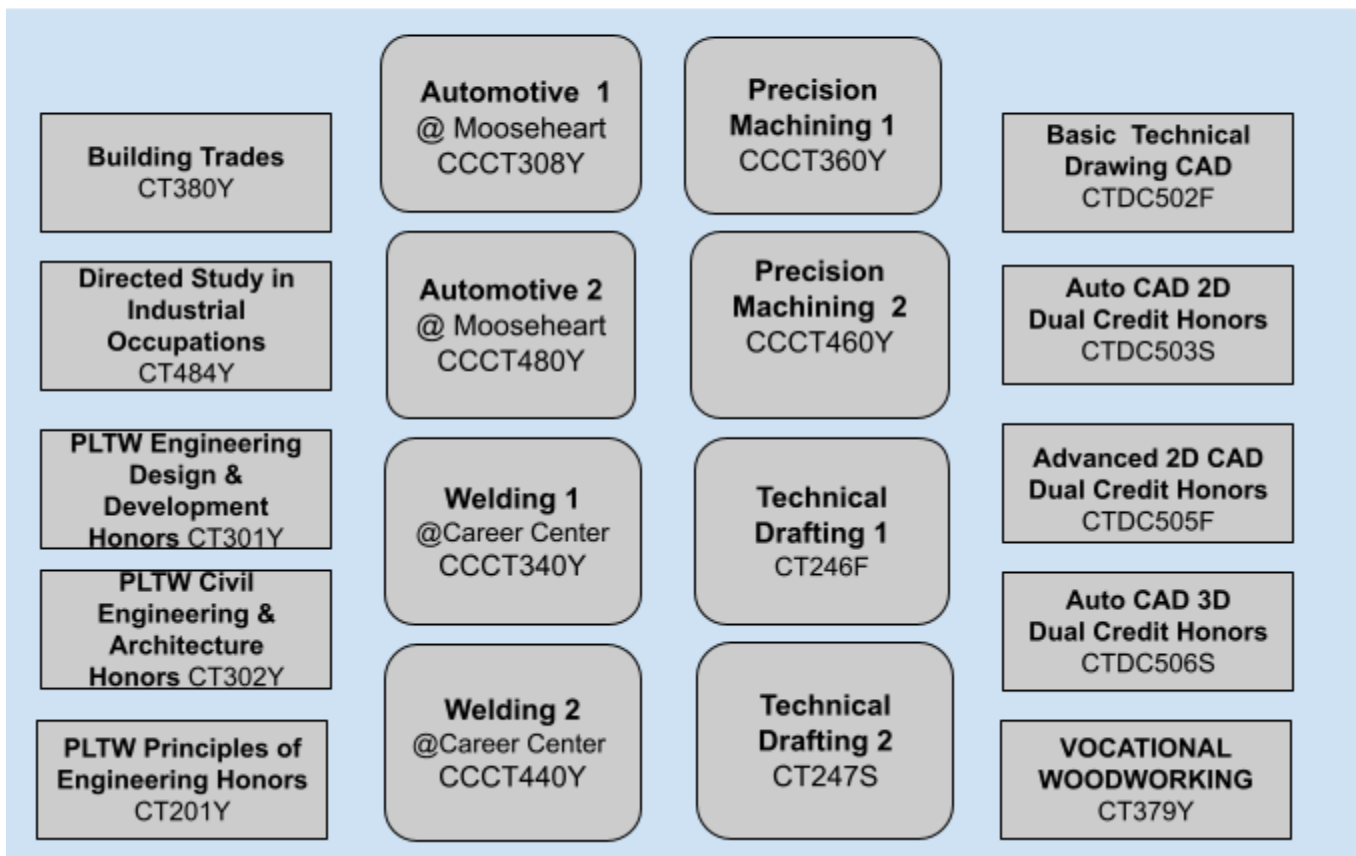 Building Trades
CT380Y
Directed Study in
Industrial
Occupations
CT484Y
PLTW Engineering
Design &
Development
Honors CT301Y
PLTW Civil
Engineering &
Architecture
Honors CT302Y
PLTW Principles of
Engineering Honors
CT201Y
Automotive 1
@ Mooseheart
CCCT308Y
Automotive 2
@ Mooseheart
CCCT480Y
Welding 1
@Career Center
CCCT340Y
Welding 2
@Career Center
CCCT440Y
Precision
Machining 1
CCCT360Y
Precision
Machining 2
CCCT460Y
Technical
Drafting 1
CT246F
Technical
Drafting 2
CT247S
Basic Technical
Drawing CAD
CTDC502F
Auto CAD 2D
Dual Credit Honors
CTDC503S
Advanced 2D CAD
Dual Credit Honors
CTDC505F
Auto CAD 3D
Dual Credit Honors
CTDC506S
VOCATIONAL
WOODWORKING
CT379Y